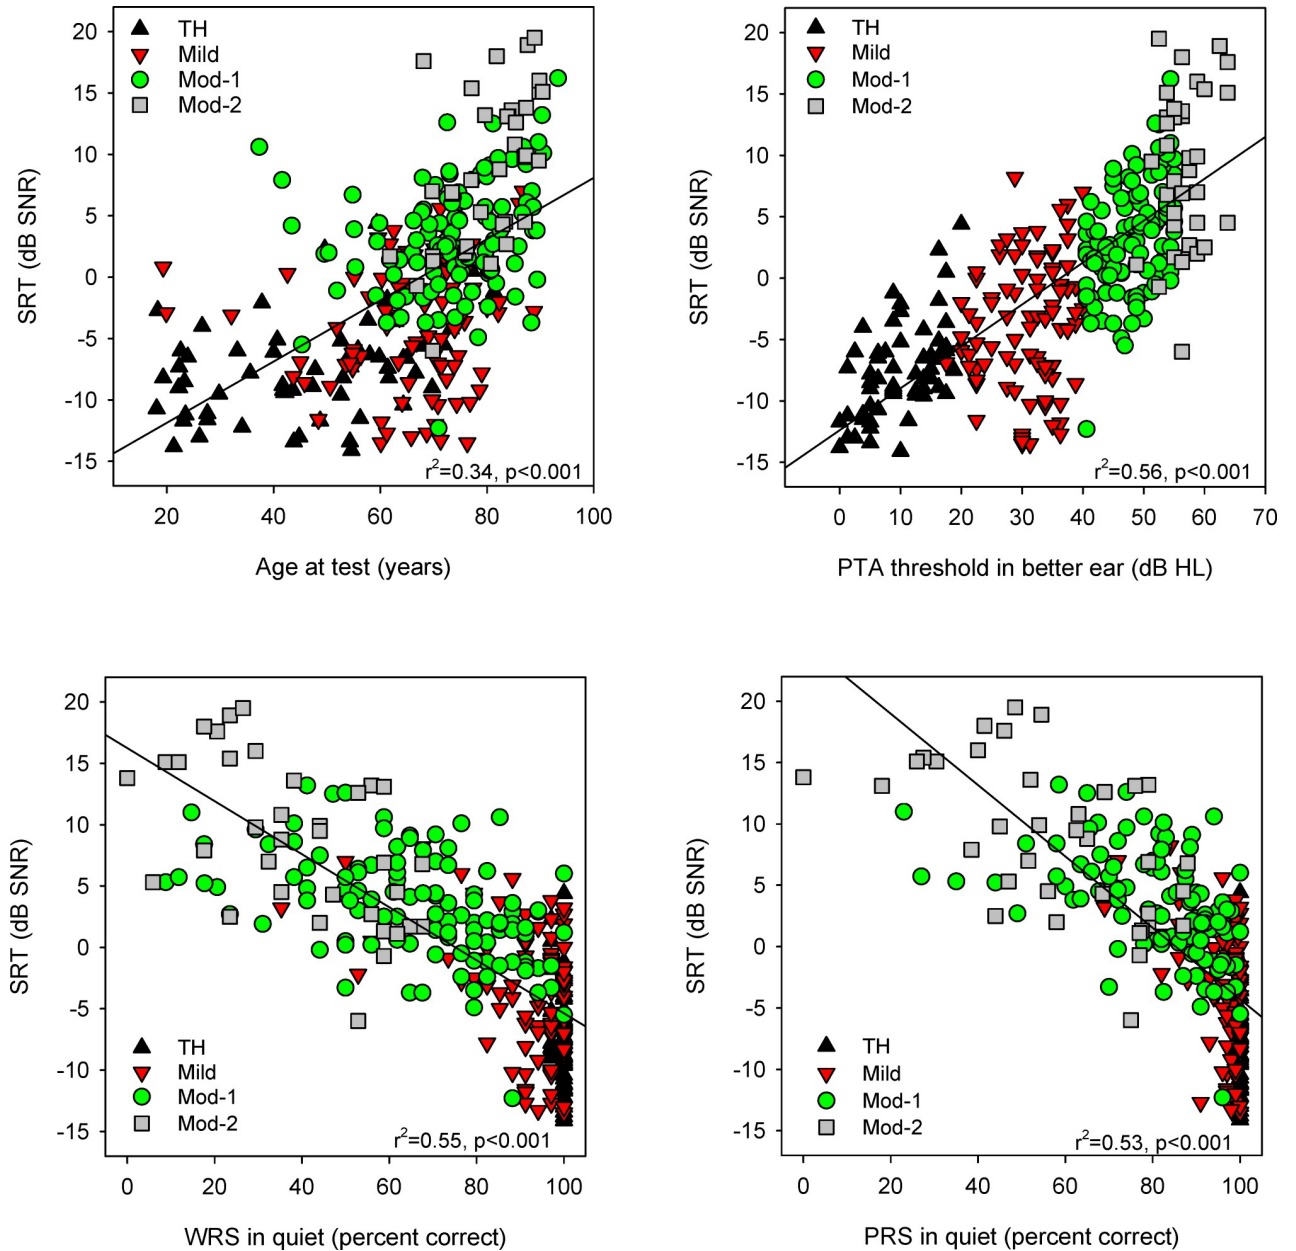 20
15
10
5
0
-5
-10
-15
SRT (dB SNR)
TH
Mild
Mod-1
Mod-2
r²=0.34, p<0.001
20 40 60 80 100
Age at test (years)
20
15
10
5
0
-5
-10
-15
SRT (dB SNR)
TH
Mild
Mod-1
Mod-2
r²=0.56, p<0.001
0 10 20 30 40 50 60 70
PTA threshold in better ear (dB HL)
20
15
10
5
0
-5
-10
-15
SRT (dB SNR)
TH
Mild
Mod-1
Mod-2
r²=0.55, p<0.001
0 20 40 60 80 100
WRS in quiet (percent correct)
20
15
10
5
0
-5
-10
-15
SRT (dB SNR)
TH
Mild
Mod-1
Mod-2
r²=0.53, p<0.001
0 20 40 60 80 100
PRS in quiet (percent correct)